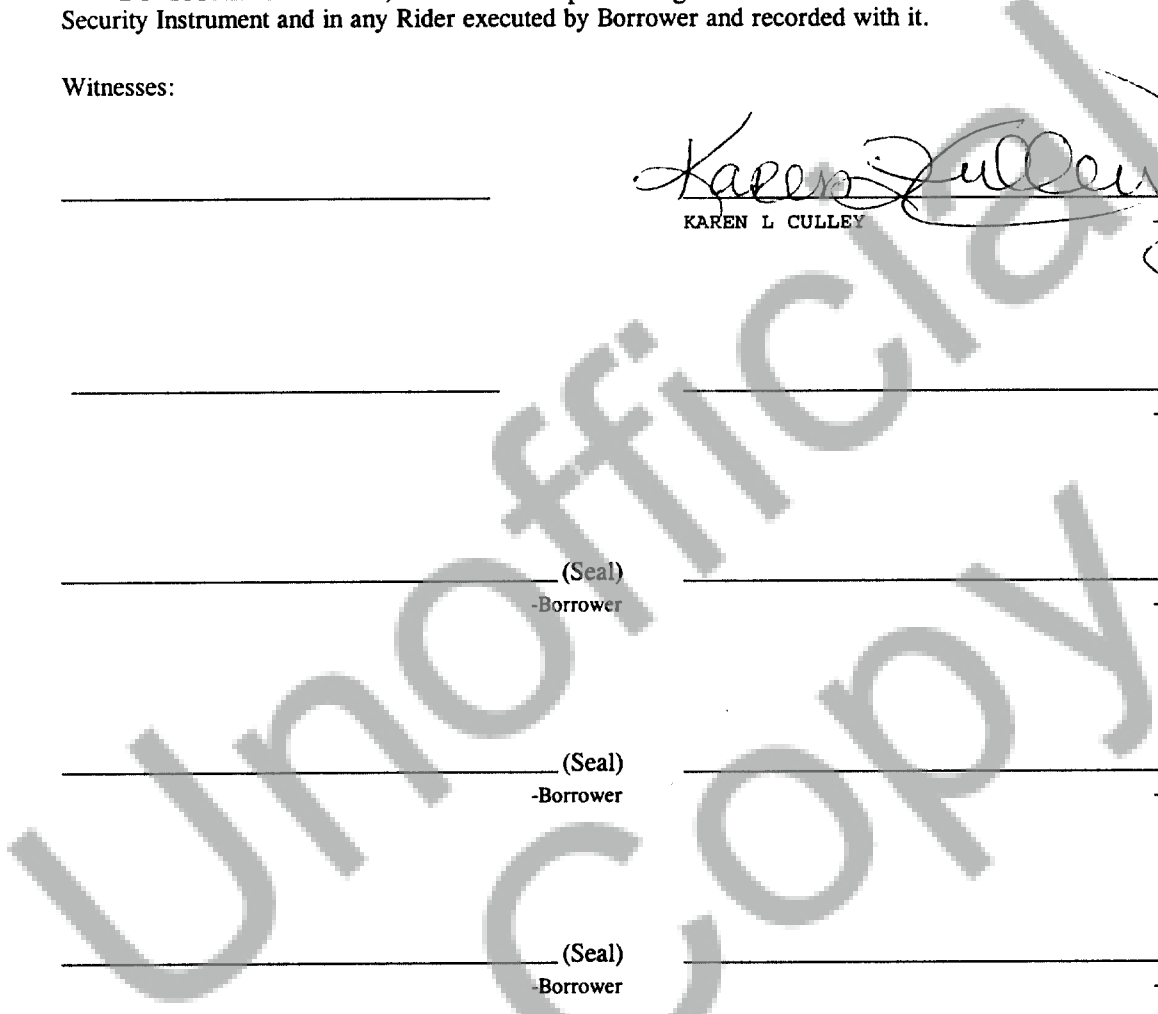 Security Instrument and in any Rider executed by Borrower and recorded with it.
Witnesses:
Karen L Culley
KAREN L CULLEY
(Seal)
-Borrower
(Seal)
-Borrower
(Seal)
-Borrower
Unofficial
Copy